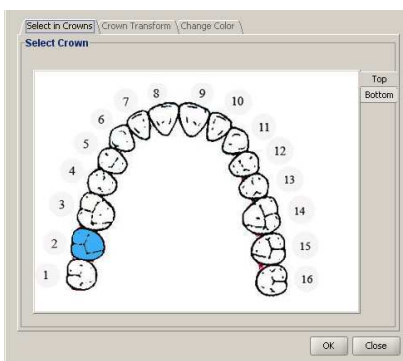 Select in Crowns Crown Transform Change Color
Select Crown
Top
Bottom
8 9
7 10
6 11
5 12
4 13
3 14
2 15
1 16
OK Close